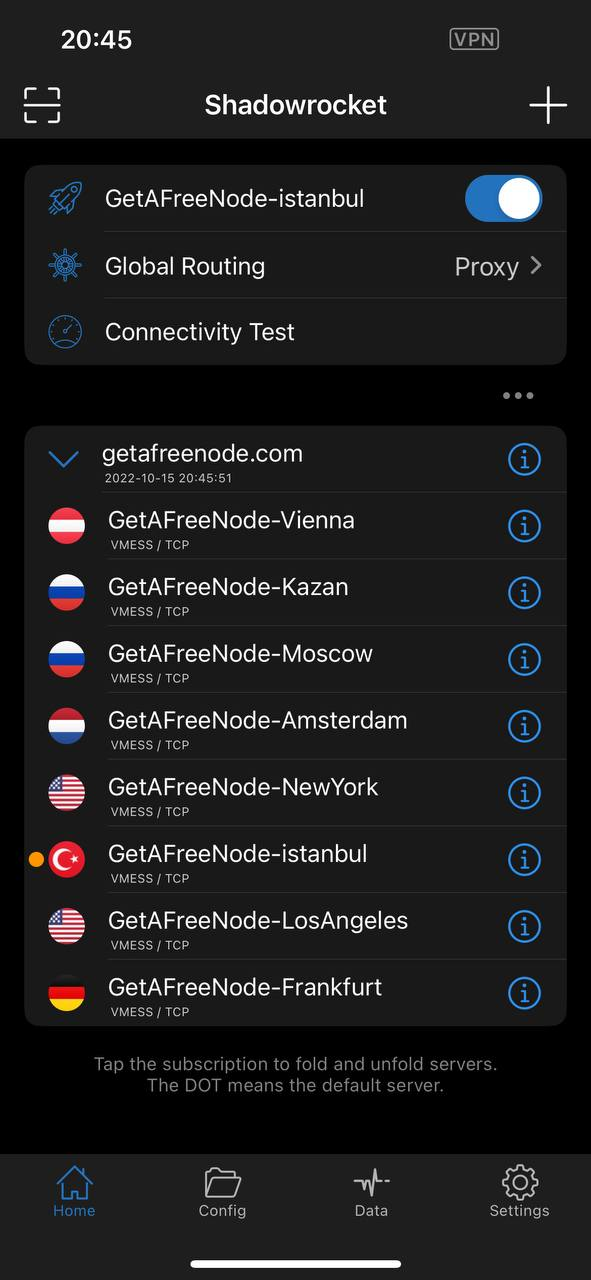 20:45
VPN
Shadowrocket
GetAFreeNode-istanbul
Global Routing Proxy
Connectivity Test
getafreenode.com
2022-10-15 20:45:51
GetAFreeNode-Vienna
VMESS / TCP
GetAFreeNode-Kazan
VMESS / TCP
GetAFreeNode-Moscow
VMESS / TCP
GetAFreeNode-Amsterdam
VMESS / TCP
GetAFreeNode-NewYork
VMESS / TCP
GetAFreeNode-istanbul
VMESS / TCP
GetAFreeNode-LosAngeles
VMESS / TCP
GetAFreeNode-Frankfurt
VMESS / TCP
Tap the subscription to fold and unfold servers.
The DOT means the default server.
Home Config Data Settings